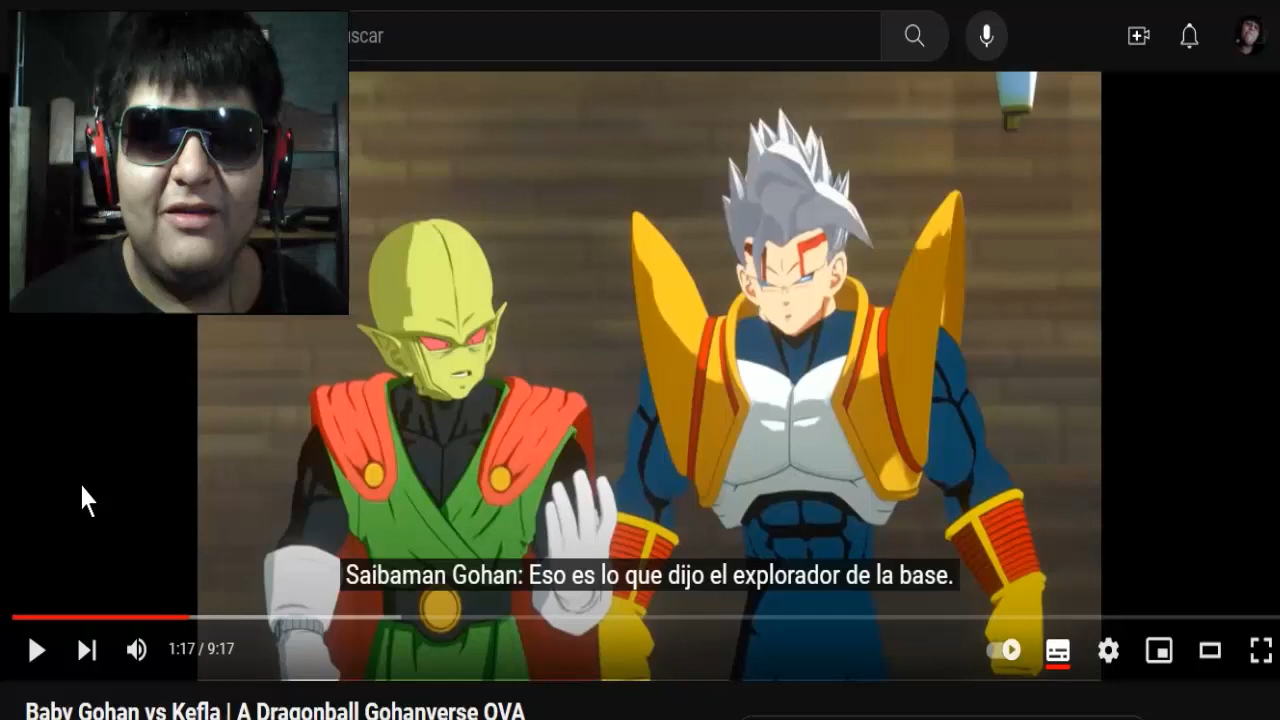 uscar
Saibaman Gohan: Eso es lo que dijo el explorador de la base.
1:17 / 9:17
Baby Gohan vs Kefla | A Dragonball Gohanverse OVA